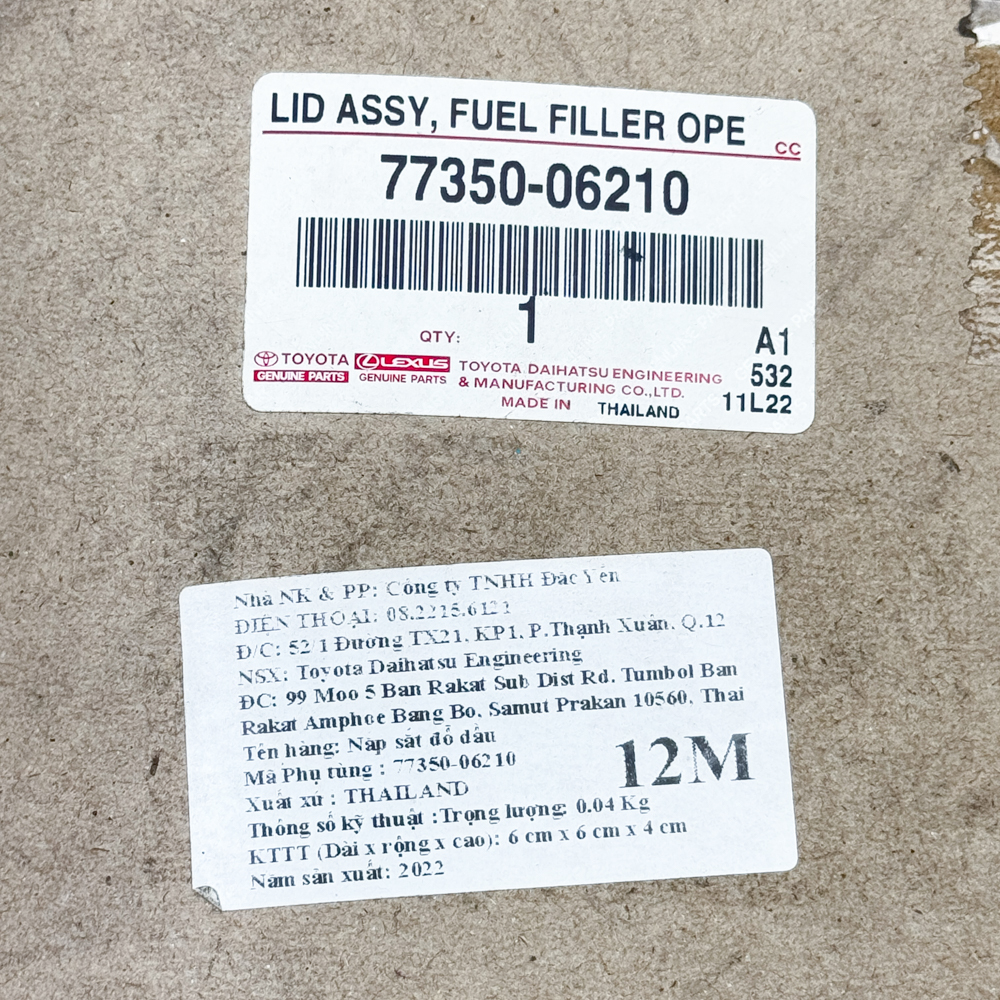 LID ASSY, FUEL FILLER OPE
CC
77350-06210
1
QTY:
A1
TOYOTA
GENUINE PARTS
LEXUS
GENUINE PARTS
TOYOTA DAIHATSU ENGINEERING
& MANUFACTURING CO.,LTD.
532
MADE IN THAILAND
11L22
Nhà NK & PP: Công ty TNHH Đắc Yến
ĐIỆN THOẠI: 08.2215.6121
Đ/C: 52/1 Đường TX21, KP1, P.Thạnh Xuân, Q.12
NSX: Toyota Daihatsu Engineering
ĐC: 99 Moo 5 Ban Rakat Sub Dist Rd. Tumbol Ban
Rakat Amphoe Bang Bo, Samut Prakan 10560, Thai
Tên hàng: Nắp sắt đổ dầu
Mã Phụ tùng : 77350-06210
12M
Xuất xứ : THAILAND
Thông số kỹ thuật : Trọng lượng: 0.04 Kg
KTTT (Dài x rộng x cao): 6 cm x 6 cm x 4 cm
Năm sản xuất: 2022